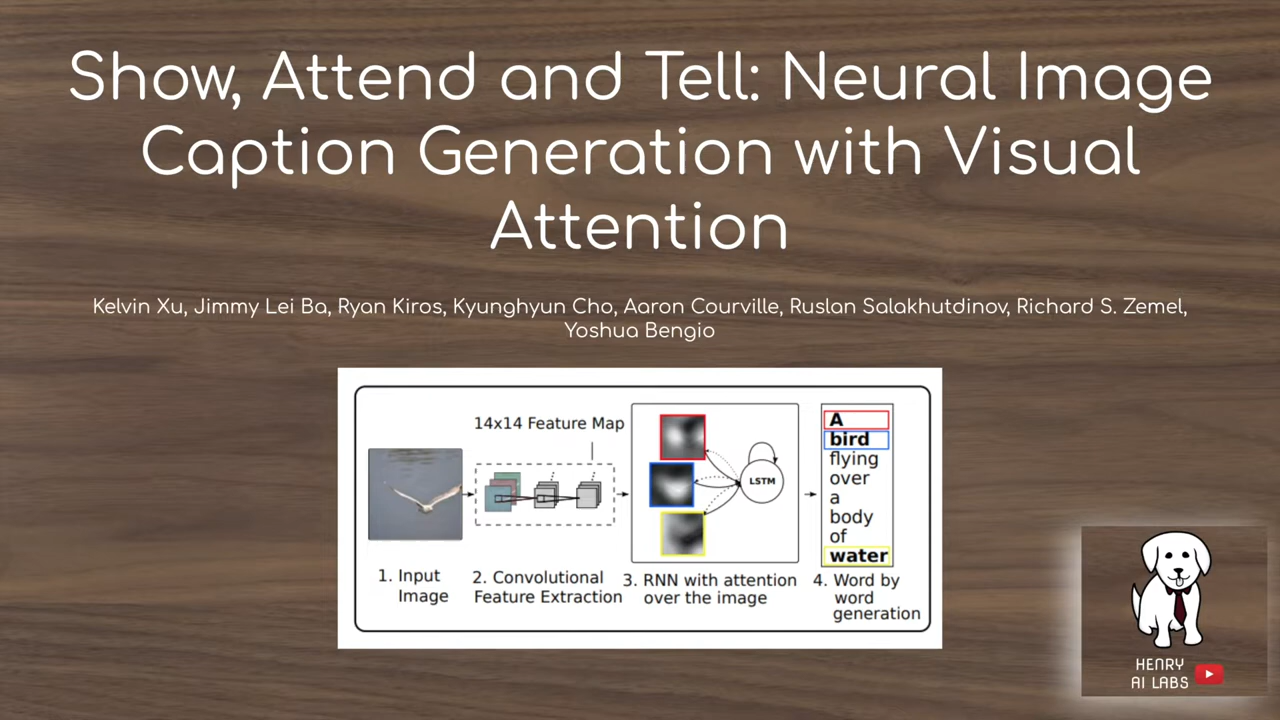 Show, Attend and Tell: Neural Image
Caption Generation with Visual
Attention
Kelvin Xu, Jimmy Lei Ba, Ryan Kiros, Kyunghyun Cho, Aaron Courville, Ruslan Salakhutdinov, Richard S. Zemel,
Yoshua Bengio
14x14 Feature Map
LSTM
A
bird
flying
over
a
body
of
water
1. Input
Image
2. Convolutional
Feature Extraction
3. RNN with attention
over the image
4. Word by
word
generation
HENRY
AI LABS